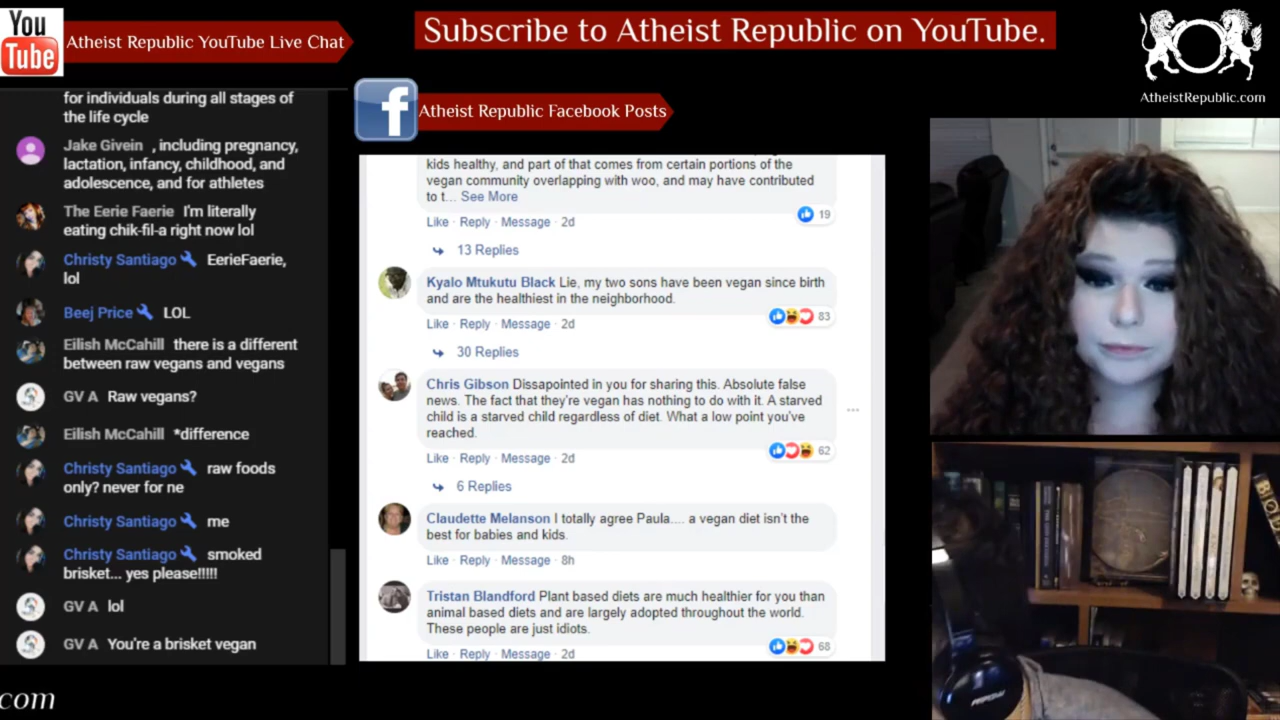 You
Tube
Atheist Republic YouTube Live Chat
Subscribe to Atheist Republic on YouTube.
AtheistRepublic.com
for individuals during all stages of
the life cycle
Jake Givein , including pregnancy,
lactation, infancy, childhood, and
adolescence, and for athletes
The Eerie Faerie I'm literally
eating chik-fil-a right now lol
Christy Santiago EerieFaerie,
lol
Beej Price LOL
Eilish McCahill there is a different
between raw vegans and vegans
GV A Raw vegans?
Eilish McCahill *difference
Christy Santiago raw foods
only? never for ne
Christy Santiago me
Christy Santiago smoked
brisket... yes please!!!!!
GV A lol
GV A You're a brisket vegan
com
f
Atheist Republic Facebook Posts
kids healthy, and part of that comes from certain portions of the
vegan community overlapping with woo, and may have contributed
to t... See More
19
Like · Reply · Message · 2d
13 Replies
Kyalo Mtukutu Black Lie, my two sons have been vegan since birth
and are the healthiest in the neighborhood.
83
Like · Reply · Message · 2d
30 Replies
Chris Gibson Dissapointed in you for sharing this. Absolute false
news. The fact that they're vegan has nothing to do with it. A starved
child is a starved child regardless of diet. What a low point you've
reached.
62
Like · Reply · Message · 2d
6 Replies
Claudette Melanson I totally agree Paula.... a vegan diet isn't the
best for babies and kids.
Like · Reply · Message · 8h
Tristan Blandford Plant based diets are much healthier for you than
animal based diets and are largely adopted throughout the world.
These people are just idiots.
68
Like · Reply · Message · 2d